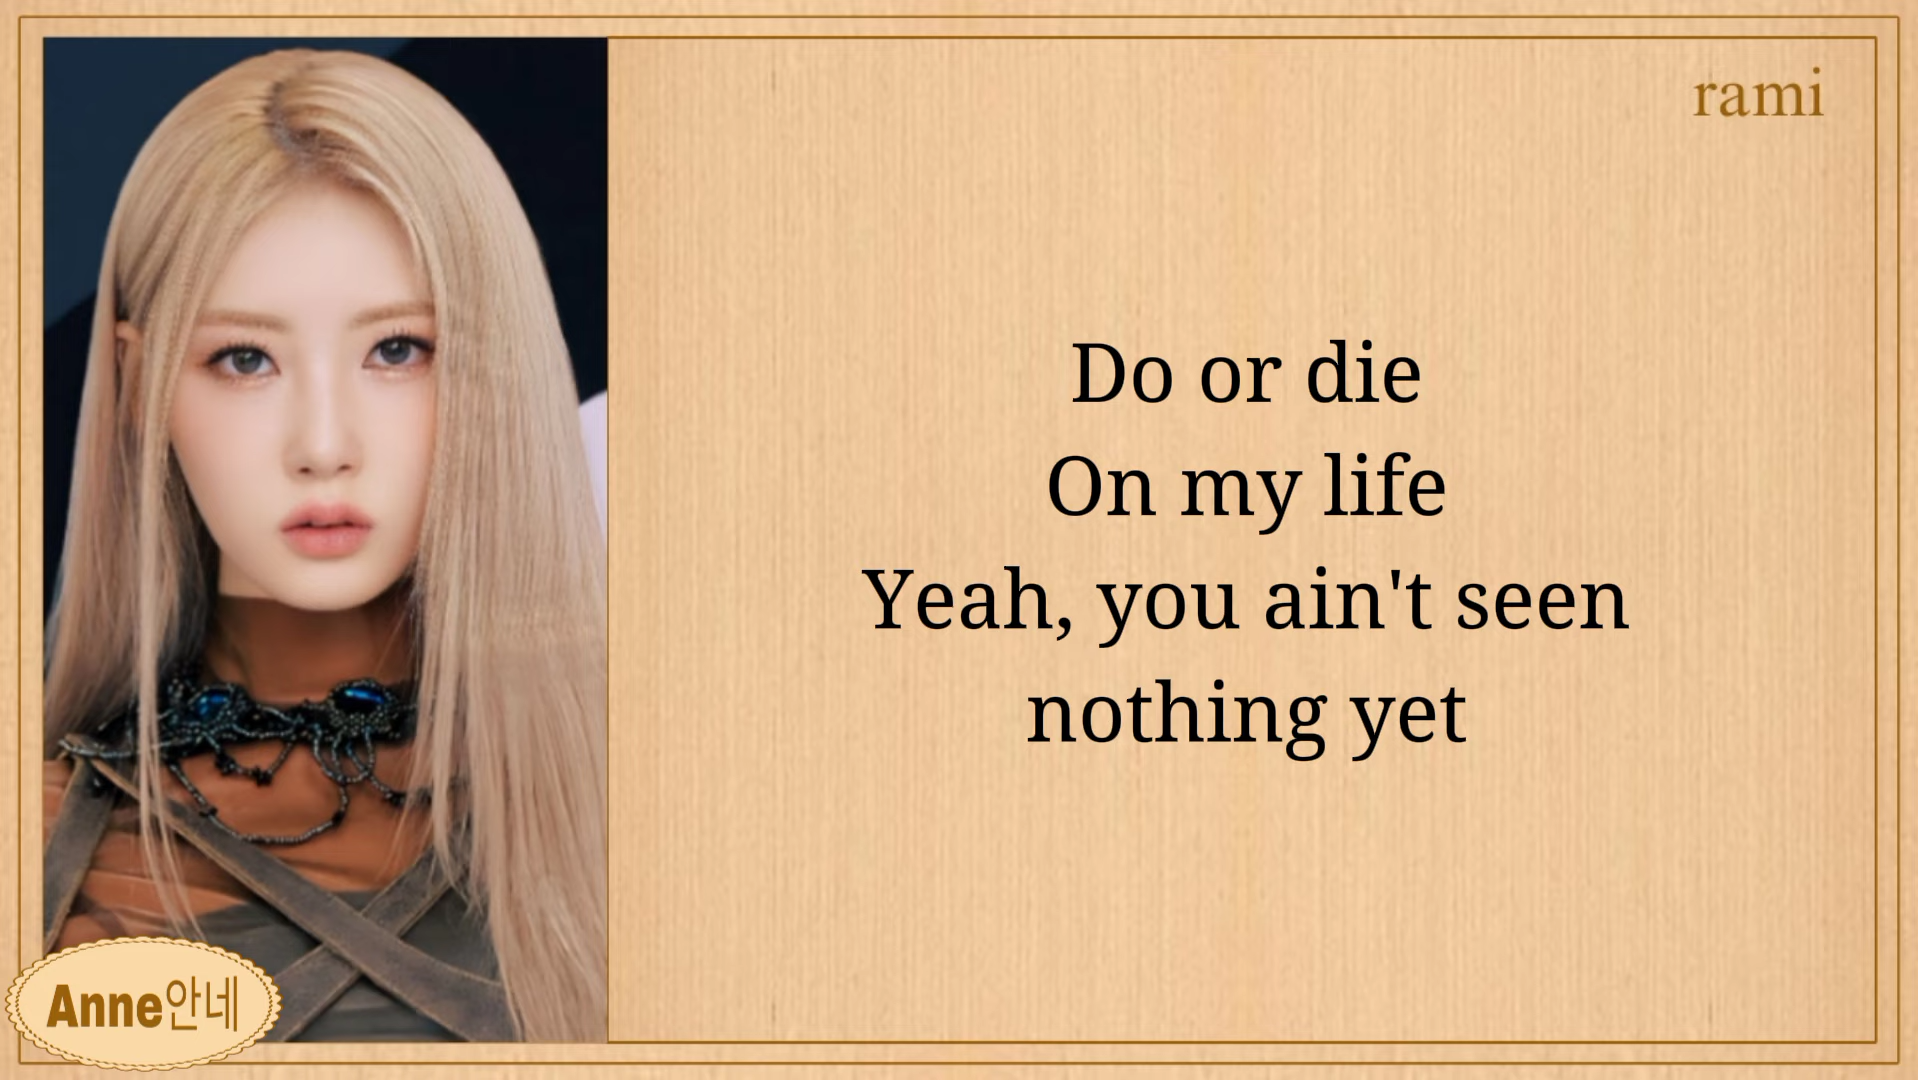 rami
Do or die
On my life
Yeah, you ain't seen
nothing yet
Anne안네